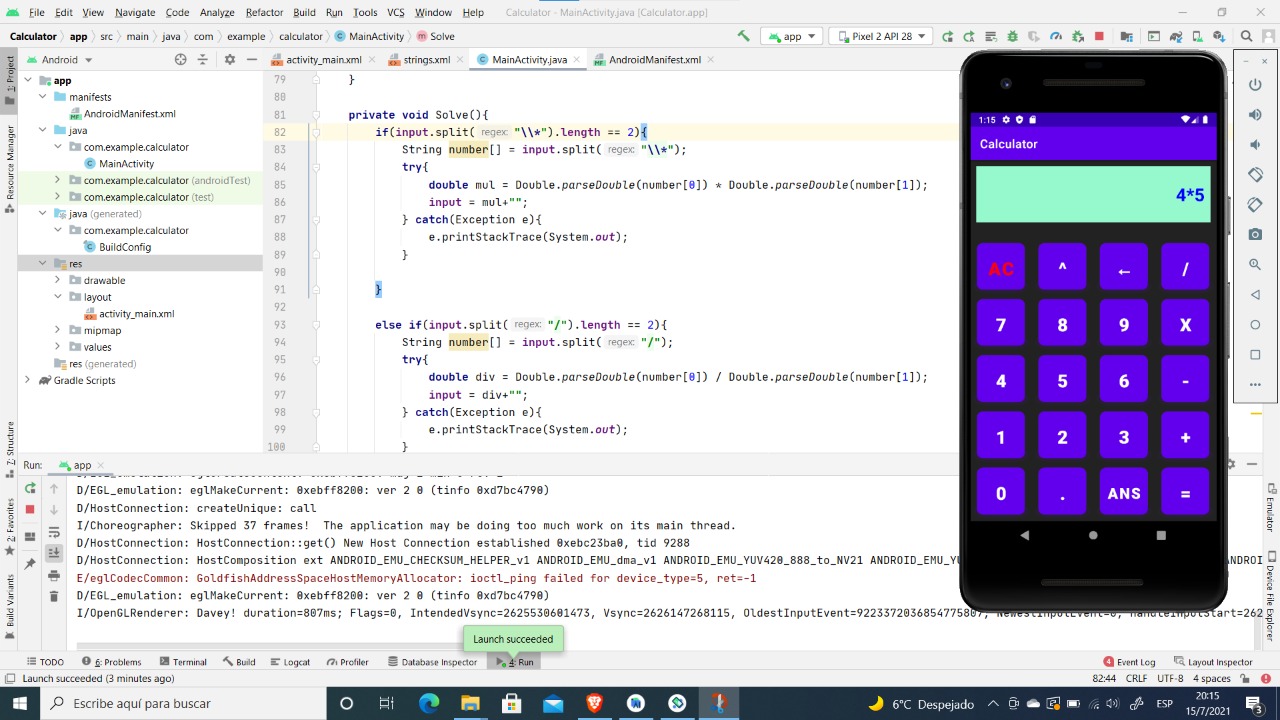 File Edit View Navigate Code Analyze Refactor Build Run Tools VCS Window Help Calculator - MainActivity.java [Calculator.app]
Calculator app src main java com example calculator MainActivity Solve app Pixel 2 API 28
Android activity_main.xml strings.xml MainActivity.java AndroidManifest.xml
1: Project
Resource Manager
Z: Structure
2: Favorites
Build Variants
app
manifests
AndroidManifest.xml
java
com.example.calculator
MainActivity
com.example.calculator (androidTest)
com.example.calculator (test)
java (generated)
com.example.calculator
BuildConfig
res
drawable
layout
activity_main.xml
mipmap
values
res (generated)
Gradle Scripts
79 }
80
81 private void Solve(){
82 if(input.split( regex: "\\*").length == 2){
83 String number[] = input.split( regex: "\\*");
84 try{
85 double mul = Double.parseDouble(number[0]) * Double.parseDouble(number[1]);
86 input = mul+"";
87 } catch(Exception e){
88 e.printStackTrace(System.out);
89 }
90
91 }
92
93 else if(input.split( regex: "/").length == 2){
94 String number[] = input.split( regex: "/");
95 try{
96 double div = Double.parseDouble(number[0]) / Double.parseDouble(number[1]);
97 input = div+"";
98 } catch(Exception e){
99 e.printStackTrace(System.out);
100 }
1:15
Calculator
4*5
AC ^ ← /
7 8 9 X
4 5 6 -
1 2 3 +
0 . ANS =
Run: app
D/EGL_emulation: eglMakeCurrent: 0xebff8200: ver 2 0 (tinfo 0xd7bc4790)
D/HostConnection: createUnique: call
I/Choreographer: Skipped 37 frames! The application may be doing too much work on its main thread.
D/HostConnection: HostConnection::get() New Host Connection established 0xebc23ba0, tid 9288
D/HostConnection: HostComposition ext ANDROID_EMU_CHECKSUM_HELPER_v1 ANDROID_EMU_dma_v1 ANDROID_EMU_YUV420_888_to_NV21 ANDROID_EMU_YU
E/eglCodecCommon: GoldfishAddressSpaceHostMemoryAllocator: ioctl_ping failed for device_type=5, ret=-1
D/EGL_emulation: eglMakeCurrent: 0xebff8200: ver 2 0 (tinfo 0xd7bc4790)
I/OpenGLRenderer: Davey! duration=807ms; Flags=0, IntendedVsync=2625530601473, Vsync=2626147268115, OldestInputEvent=9223372036854775807, NewestInputEvent=0, HandleInputStart=262
Launch succeeded
Emulator
Device File Explorer
TODO 6: Problems Terminal Build Logcat Profiler Database Inspector 4: Run 4 Event Log Layout Inspector
Launch succeeded (3 minutes ago) 82:44 CRLF UTF-8 4 spaces
Escribe aquí para buscar 6°C Despejado ESP 20:15
15/7/2021 3